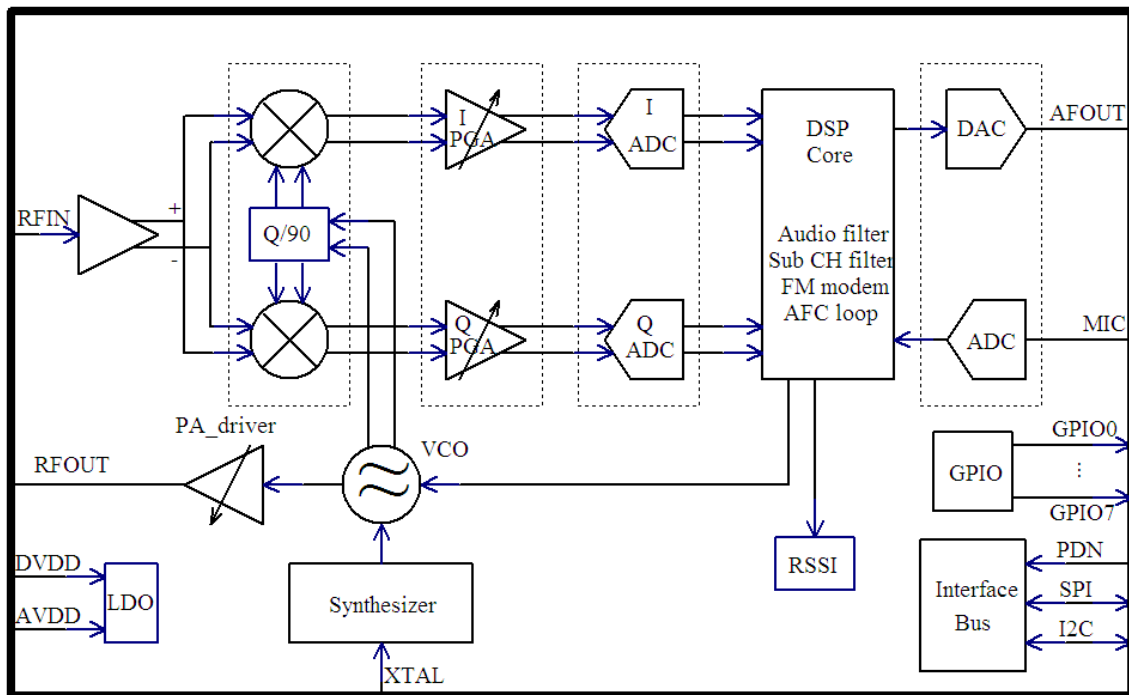 I
PGA
I
ADC
DSP
Core
DAC
AFOUT
RFIN
+
-
Q/90
Audio filter
Sub CH filter
FM modem
AFC loop
Q
PGA
Q
ADC
ADC
MIC
PA_driver
VCO
RFOUT
GPIO
GPIO0
...
GPIO7
DVDD
AVDD
LDO
Synthesizer
XTAL
RSSI
Interface
Bus
PDN
SPI
I2C